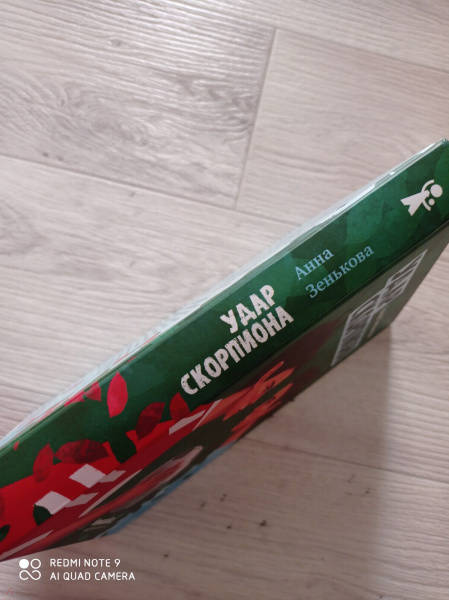 УДАР
СКОРПИОНА
Анна
Зенькова
REDMI NOTE 9
AI QUAD CAMERA